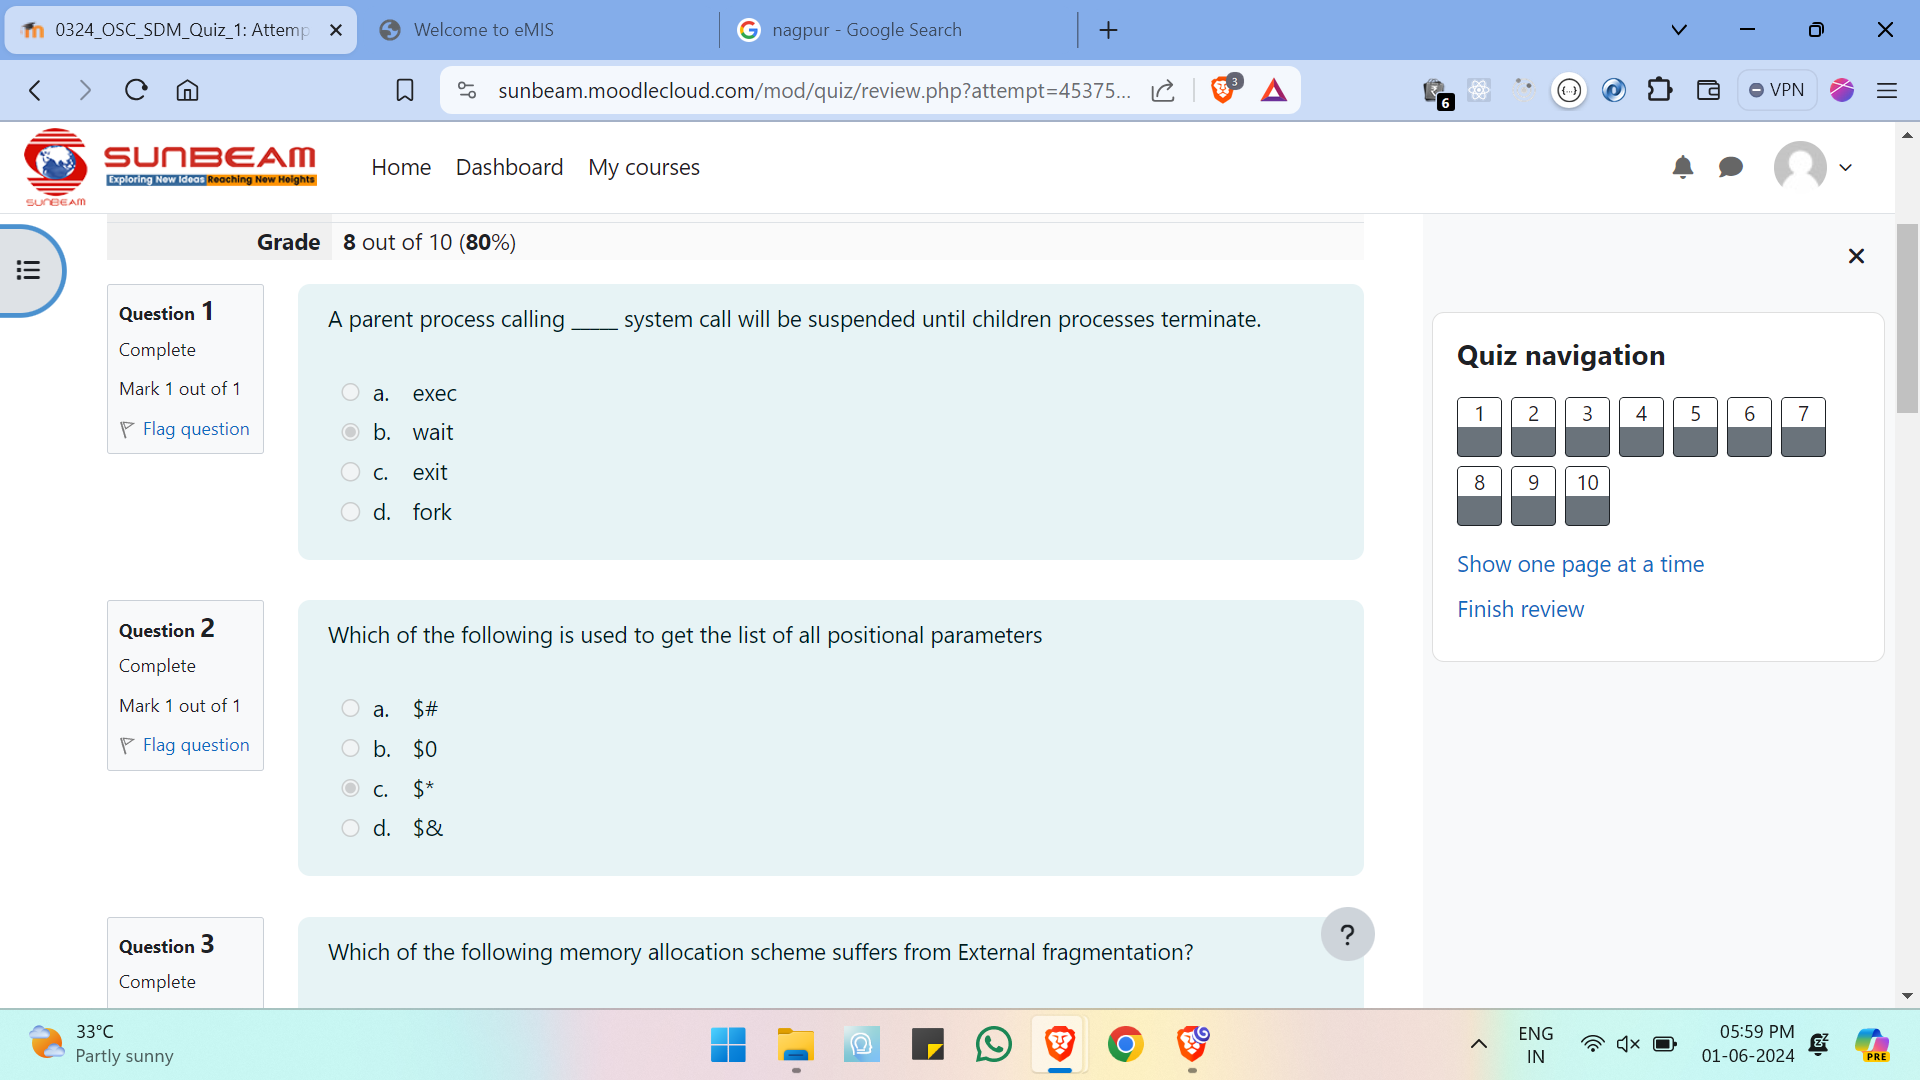 0324_OSC_SDM_Quiz_1: Attemp
Welcome to eMIS
nagpur - Google Search
sunbeam.moodlecloud.com/mod/quiz/review.php?attempt=45375...
3
6
VPN
SUNBEAM
SUNBEAM
Exploring New Ideas Reaching New Heights
Home
Dashboard
My courses
Grade
8 out of 10 (80%)
Question 1
Complete
Mark 1 out of 1
Flag question
A parent process calling _____ system call will be suspended until children processes terminate.
a. exec
b. wait
c. exit
d. fork
Question 2
Complete
Mark 1 out of 1
Flag question
Which of the following is used to get the list of all positional parameters
a. $#
b. $0
c. $*
d. $&
Question 3
Complete
Which of the following memory allocation scheme suffers from External fragmentation?
?
Quiz navigation
1 2 3 4 5 6 7
8 9 10
Show one page at a time
Finish review
33°C
Partly sunny
ENG
IN
05:59 PM
01-06-2024
PRE